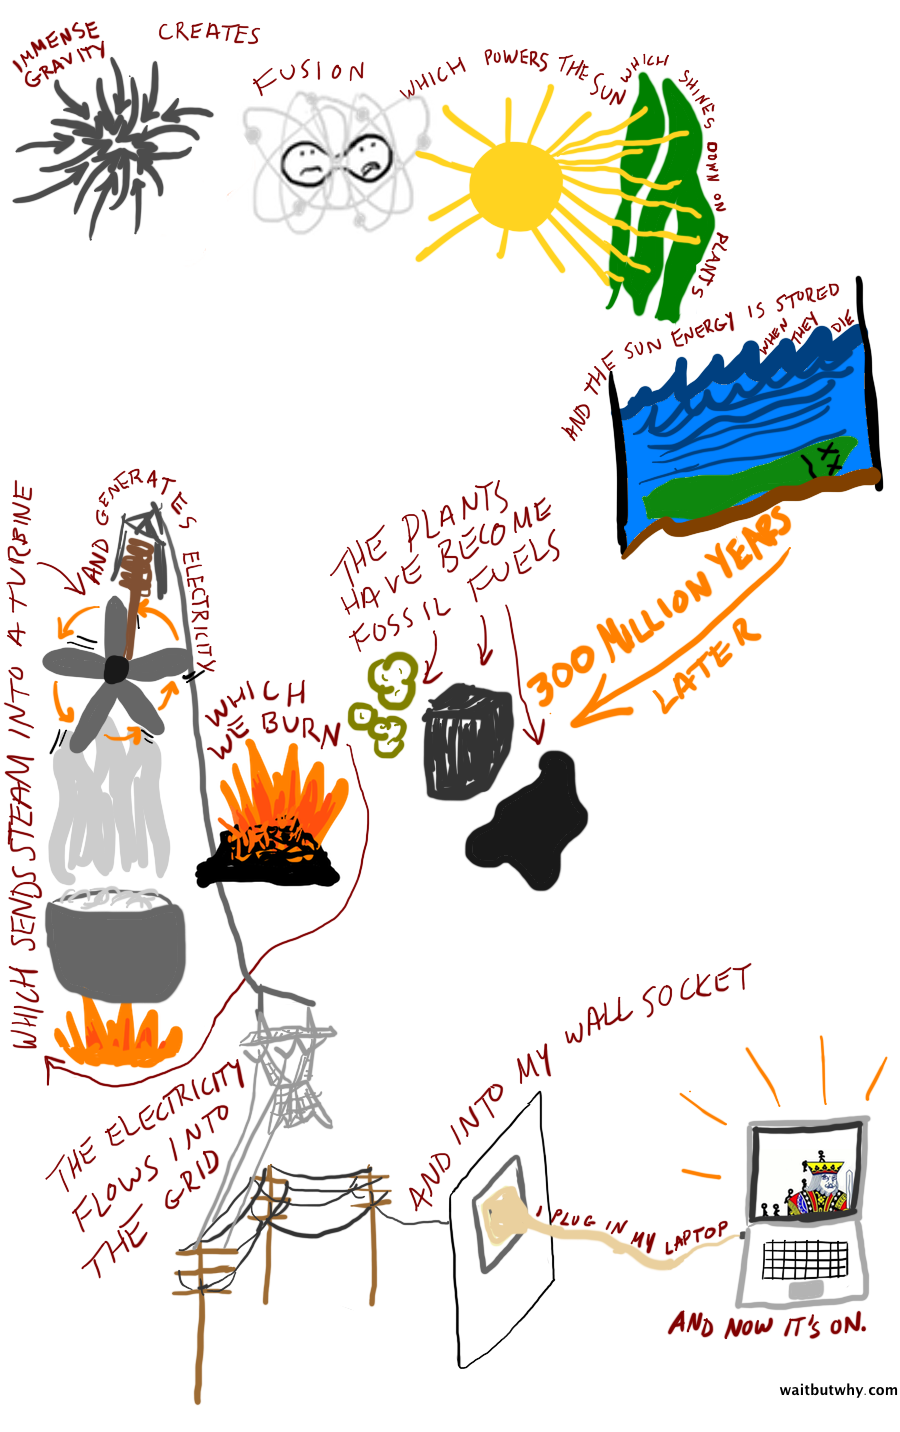 IMMENSE
GRAVITY
CREATES
FUSION
WHICH POWERS THE SUN
WHICH SHINES DOWN ON PLANTS
AND THE SUN ENERGY IS STORED
WHEN
THEY
DIE
300 MILLION YEARS
LATER
THE PLANTS
HAVE BECOME
FOSSIL FUELS
WHICH
WE BURN
WHICH SENDS STEAM INTO A TURBINE
AND GENERATES ELECTRICITY
THE ELECTRICITY
FLOWS INTO
THE GRID
AND INTO MY WALL SOCKET
I PLUG IN MY LAPTOP
AND NOW IT'S ON.
waitbutwhy.com